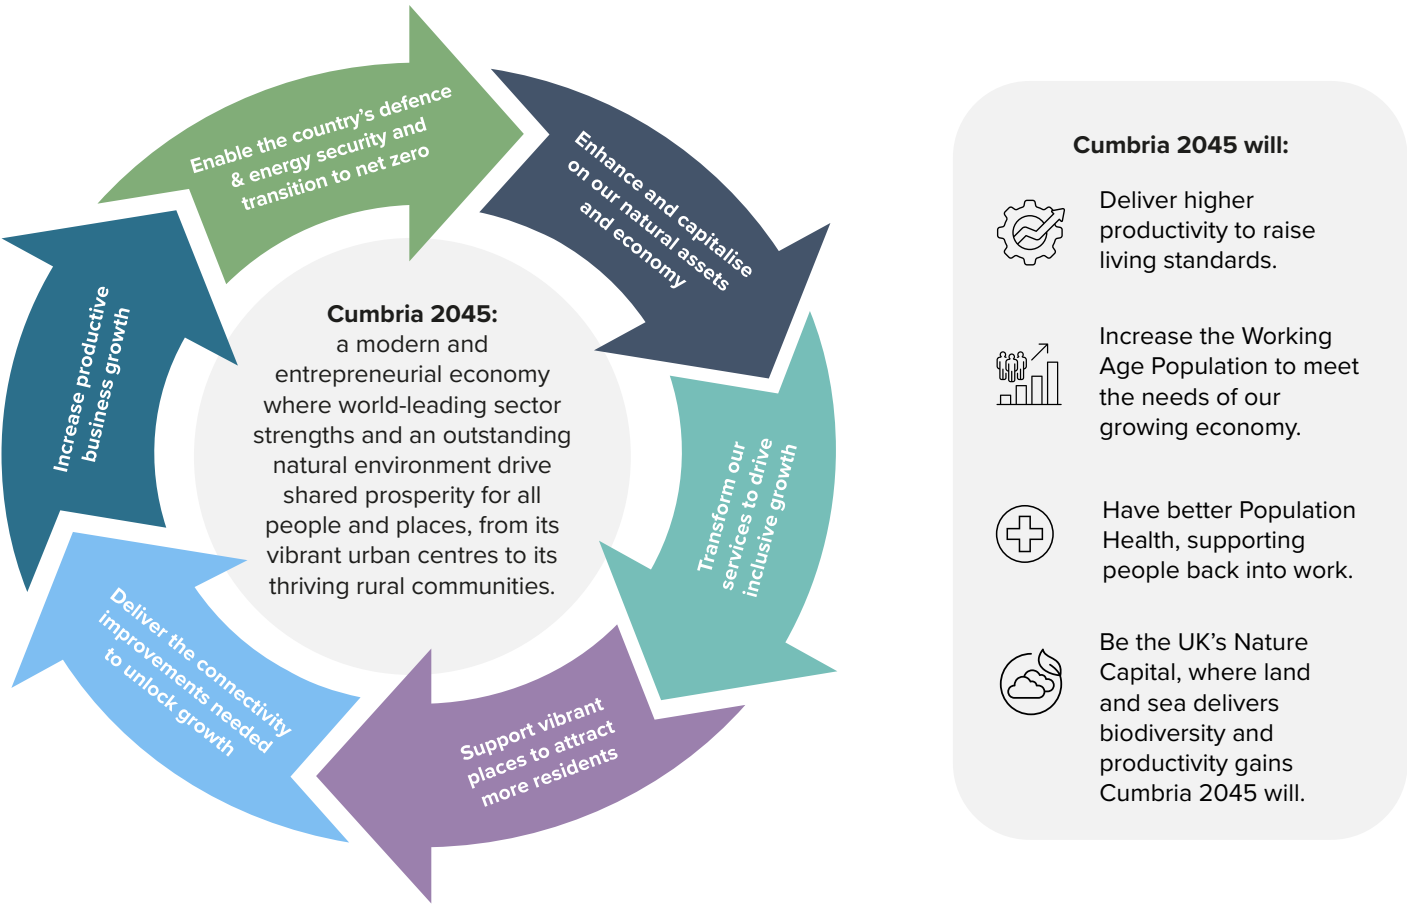 Enable the country's defence
& energy security and
transition to net zero
Enhance and capitalise
on our natural assets
and economy
Transform our
services to drive
inclusive growth
Support vibrant
places to attract
more residents
Deliver the connectivity
improvements needed
to unlock growth
Increase productive
business growth
Cumbria 2045:
a modern and
entrepreneurial economy
where world-leading sector
strengths and an outstanding
natural environment drive
shared prosperity for all
people and places, from its
vibrant urban centres to its
thriving rural communities.
Cumbria 2045 will:
Deliver higher
productivity to raise
living standards.
Increase the Working
Age Population to meet
the needs of our
growing economy.
Have better Population
Health, supporting
people back into work.
Be the UK's Nature
Capital, where land
and sea delivers
biodiversity and
productivity gains
Cumbria 2045 will.